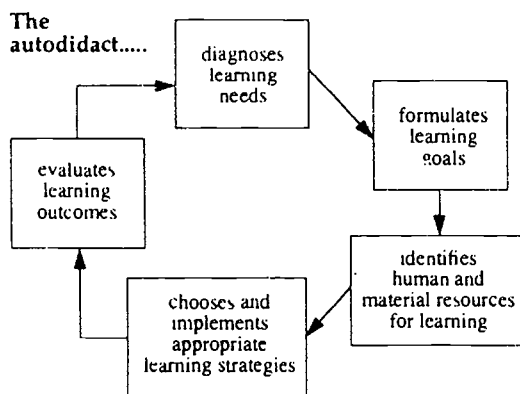 The
autodidact.....
diagnoses
learning
needs
formulates
learning
goals
identifies
human and
material resources
for learning
chooses and
implements
appropriate
learning strategies
evaluates
learning
outcomes